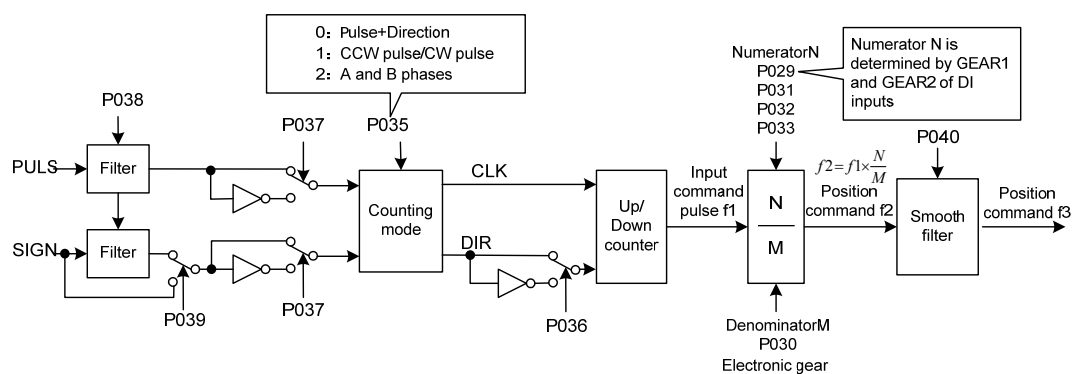 0: Pulse+Direction
1: CCW pulse/CW pulse
2: A and B phases
NumeratorN
P029
P031
P032
P033
Numerator N is
determined by GEAR1
and GEAR2 of DI
inputs
P038
P037
P035
P040
PULS
Filter
CLK
Input
command
pulse f1
f2=f1×N/M
Position
command f2
Position
command f3
Counting
mode
Up/
Down
counter
N
M
Smooth
filter
SIGN
Filter
DIR
P039
P037
P036
DenominatorM
P030
Electronic gear